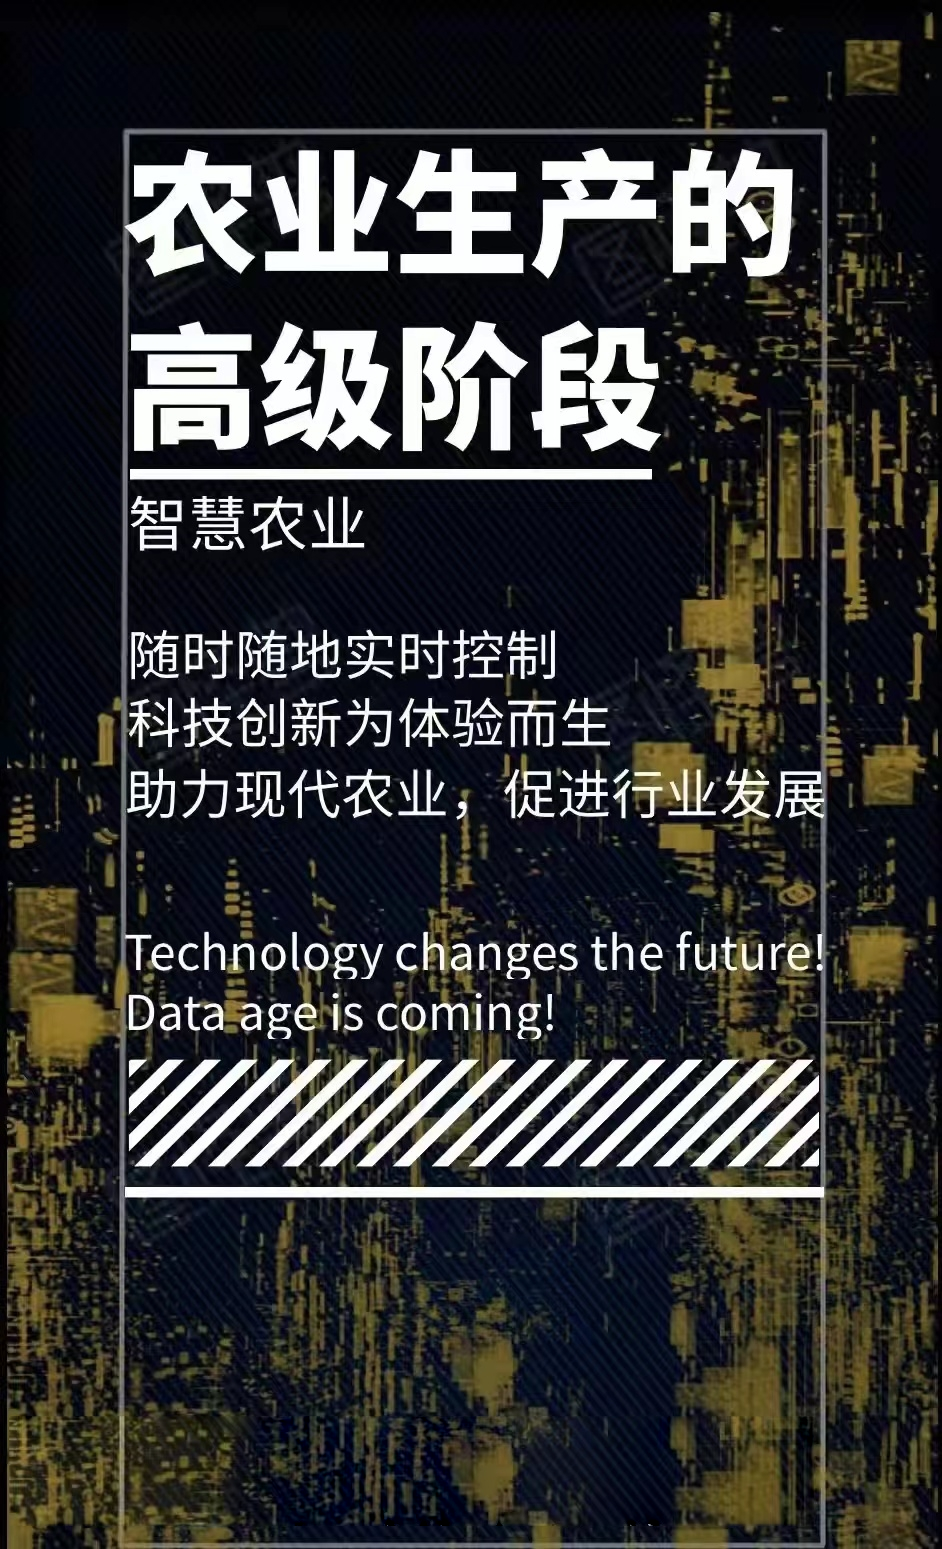 农业生产的
高级阶段
智慧农业
随时随地实时控制
科技创新为体验而生
助力现代农业，促进行业发展
Technology changes the future!
Data age is coming!